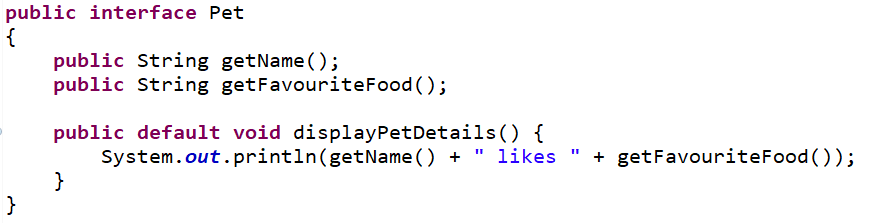 public interface Pet
{
    public String getName();
    public String getFavouriteFood();

    public default void displayPetDetails() {
        System.out.println(getName() + " likes " + getFavouriteFood());
    }
}